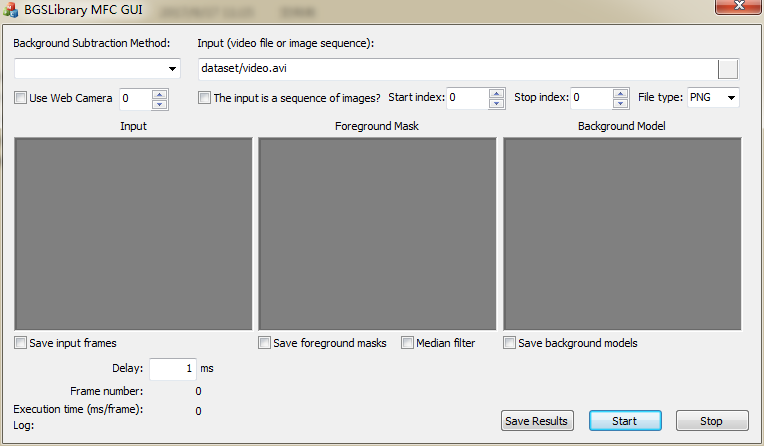 BGSLibrary MFC GUI
Background Subtraction Method: Input (video file or image sequence):
dataset/video.avi
Use Web Camera 0 The input is a sequence of images? Start index: 0 Stop index: 0 File type: PNG
Input Foreground Mask Background Model
Save input frames Save foreground masks Median filter Save background models
Delay: 1 ms
Frame number: 0
Execution time (ms/frame): 0
Log:
Save Results Start Stop